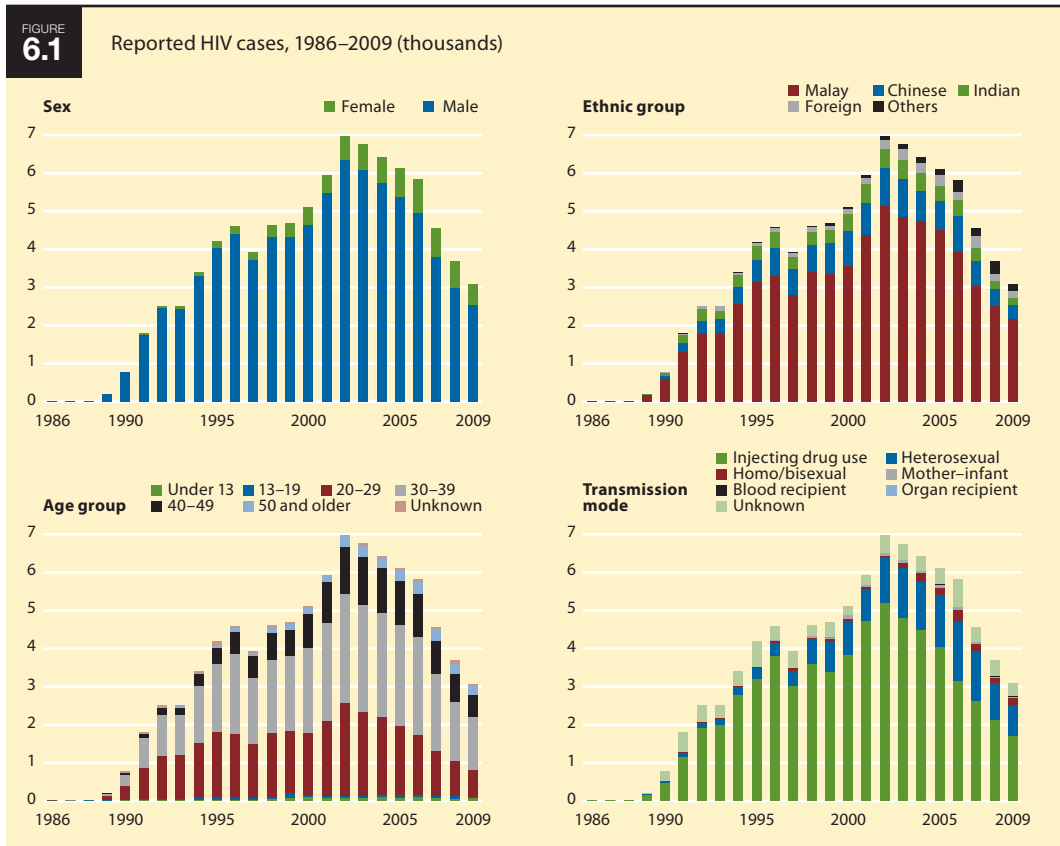 FIGURE
6.1
Reported HIV cases, 1986–2009 (thousands)
Sex
Female Male
7
6
5
4
3
2
1
0
1986 1990 1995 2000 2005 2009
Ethnic group
Malay Chinese Indian
Foreign Others
7
6
5
4
3
2
1
0
1986 1990 1995 2000 2005 2009
Age group
Under 13 13–19 20–29 30–39
40–49 50 and older Unknown
7
6
5
4
3
2
1
0
1986 1990 1995 2000 2005 2009
Transmission
mode
Injecting drug use Heterosexual
Homo/bisexual Mother–infant
Blood recipient Organ recipient
Unknown
7
6
5
4
3
2
1
0
1986 1990 1995 2000 2005 2009